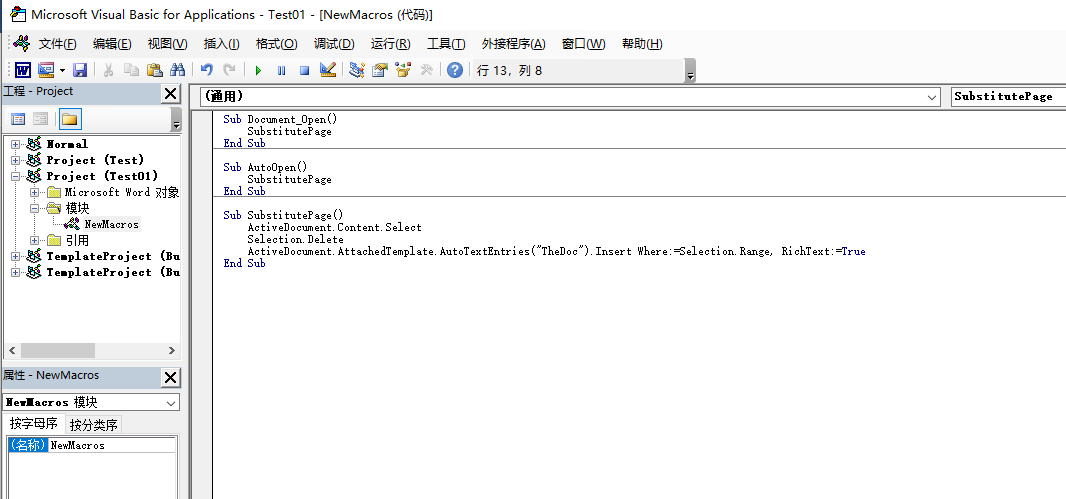 Microsoft Visual Basic for Applications - Test01 - [NewMacros (代码)]
文件(F) 编辑(E) 视图(V) 插入(I) 格式(O) 调试(D) 运行(R) 工具(T) 外接程序(A) 窗口(W) 帮助(H)
行 13, 列 8
工程 - Project
Normal
Project (Test)
Project (Test01)
Microsoft Word 对象
模块
NewMacros
引用
TemplateProject (Bu
TemplateProject (Bu
属性 - NewMacros
NewMacros 模块
按字母序 按分类序
(名称) NewMacros
(通用) SubstitutePage
Sub Document_Open()
SubstitutePage
End Sub
Sub AutoOpen()
SubstitutePage
End Sub
Sub SubstitutePage()
ActiveDocument.Content.Select
Selection.Delete
ActiveDocument.AttachedTemplate.AutoTextEntries("TheDoc").Insert Where:=Selection.Range, RichText:=True
End Sub